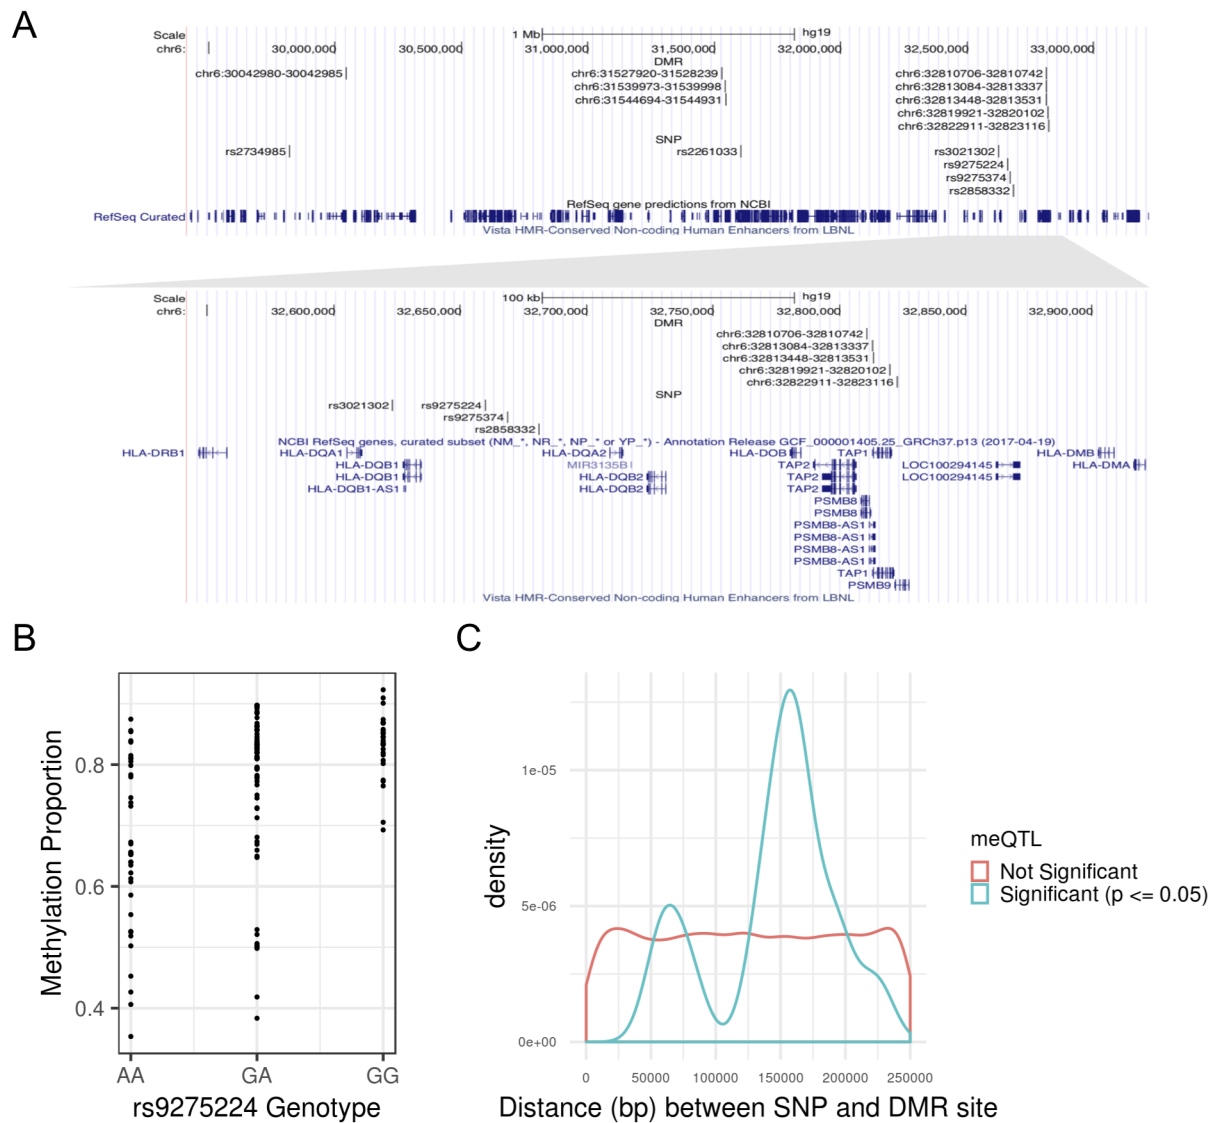 A
Scale 1 Mb hg19
chr6: 30,000,000 30,500,000 31,000,000 31,500,000 32,000,000 32,500,000 33,000,000
DMR
chr6:30042980-30042985 chr6:31527920-31528239 chr6:32810706-32810742
chr6:31539973-31539998 chr6:32813084-32813337
chr6:31544694-31544931 chr6:32813448-32813531
chr6:32819921-32820102
chr6:32822911-32823116
SNP
rs2734985 rs2261033 rs3021302
rs9275224
rs9275374
rs2858332
RefSeq gene predictions from NCBI
RefSeq Curated
Vista HMR-Conserved Non-coding Human Enhancers from LBNL
Scale 100 kb hg19
chr6: 32,600,000 32,650,000 32,700,000 32,750,000 32,800,000 32,850,000 32,900,000
DMR
chr6:32810706-32810742
chr6:32813084-32813337
chr6:32813448-32813531
chr6:32819921-32820102
chr6:32822911-32823116
SNP
rs3021302 rs9275224
rs9275374
rs2858332
NCBI RefSeq genes, curated subset (NM_*, NR_*, NP_* or YP_*) - Annotation Release GCF_000001405.25_GRCh37.p13 (2017-04-19)
HLA-DRB1 HLA-DQA1 HLA-DQA2 HLA-DOB TAP1 HLA-DMB
HLA-DQB1 MIR3135B TAP2 LOC100294145 HLA-DMA
HLA-DQB1 HLA-DQB2 TAP2 LOC100294145
HLA-DQB1-AS1 HLA-DQB2 TAP2
PSMB8
PSMB8
PSMB8-AS1
PSMB8-AS1
PSMB8-AS1
PSMB8-AS1
TAP1
PSMB9
Vista HMR-Conserved Non-coding Human Enhancers from LBNL
B
Methylation Proportion
0.8
0.6
0.4
AA GA GG
rs9275224 Genotype
C
density
1e-05
5e-06
0e+00
0 50000 100000 150000 200000 250000
Distance (bp) between SNP and DMR site
meQTL
Not Significant
Significant (p <= 0.05)